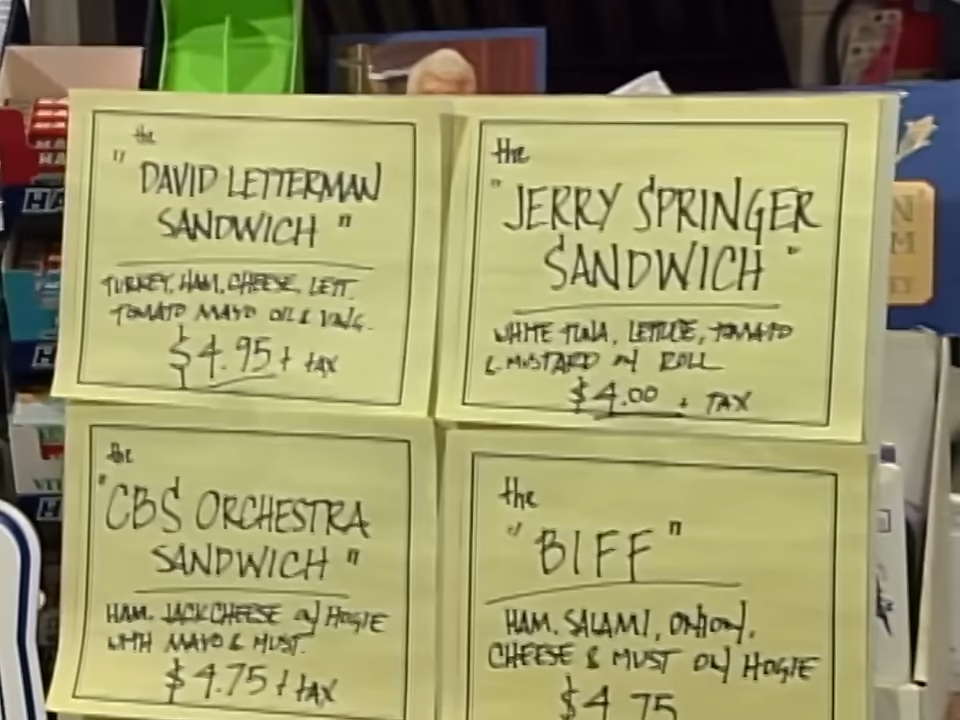 the
" DAVID LETTERMAN
SANDWICH "
TURKEY, HAM, CHEESE, LETT.
TOMATO MAYO OIL & VING.
$4.95 + TAX
the
"JERRY SPRINGER
SANDWICH "
WHITE TUNA, LETTUCE, TOMATO
& MUSTARD w/ ROLL
$4.00 + TAX
the
"CBS ORCHESTRA
SANDWICH "
HAM. JACK CHEESE w/ HOGIE
WITH MAYO & MUST.
$4.75 + TAX
the
" BIFF "
HAM. SALAMI, ONION,
CHEESE & MUST ON/ HOGIE
$4.75